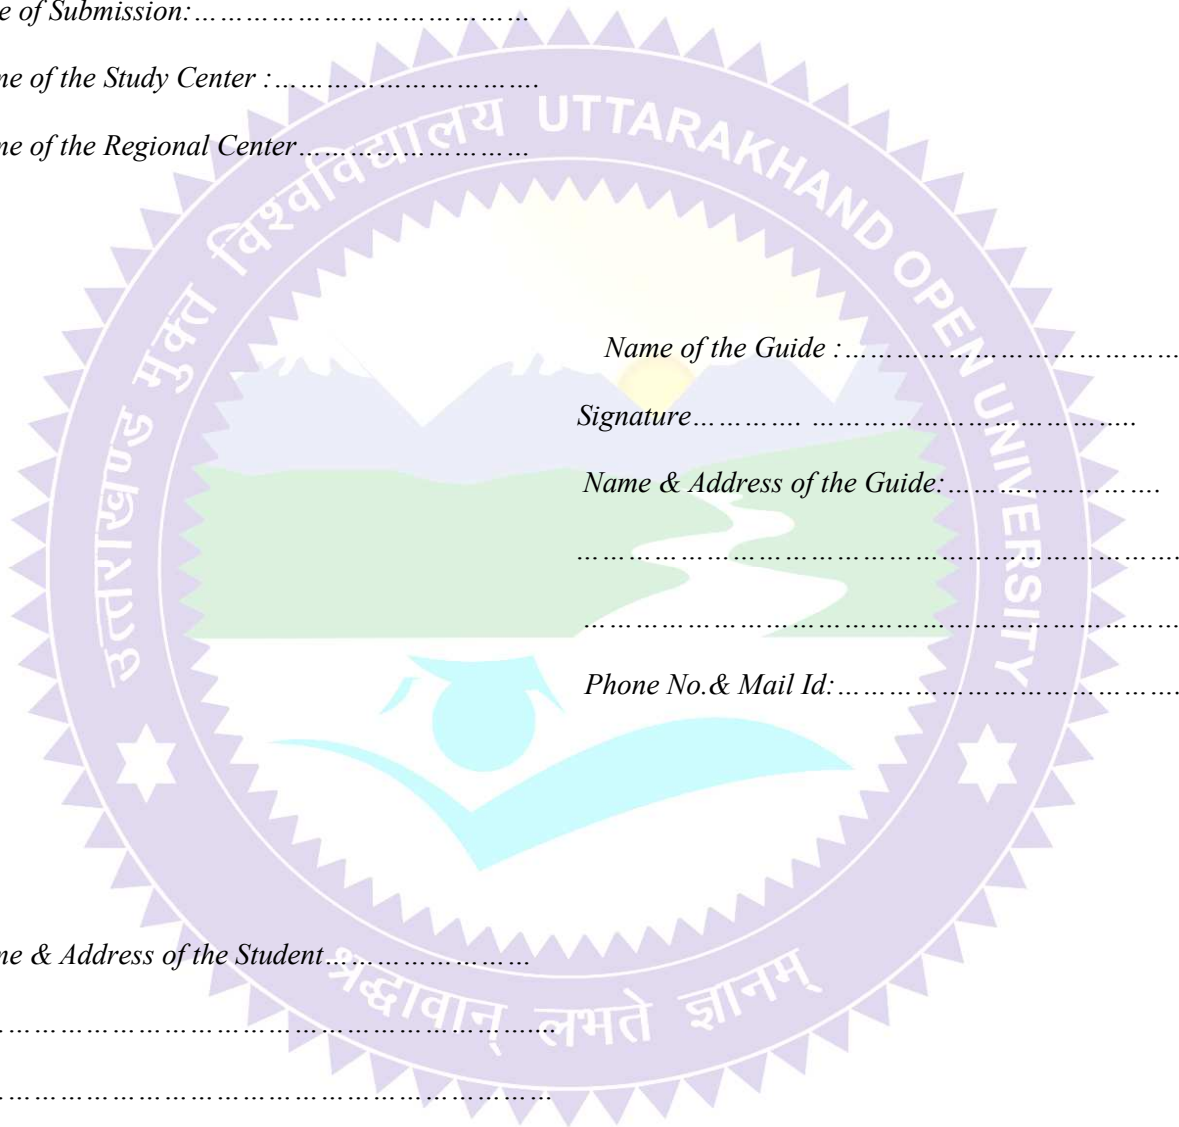 e of Submission:……………………………………
ne of the Study Center :…………………………….
ne of the Regional Center………………………
उत्तराखण्ड मुक्त विश्वविद्यालय UTTARAKHAND OPEN UNIVERSITY
Name of the Guide :…………………………………
Signature………… …………………………………..
Name & Address of the Guide:…………………….
…………………………………………………………….
……………………………………………………………
Phone No.& Mail Id:………………………………….
ne & Address of the Student……………………
…………………………………………………………....
…………………………………………………………
श्रद्धावान् लभते ज्ञानम्